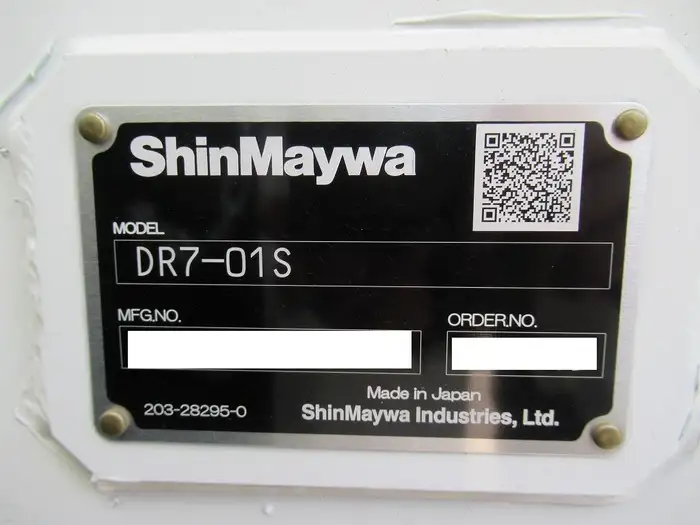 ShinMaywa
MODEL
DR7-01S
MFG.NO.
ORDER.NO.
Made in Japan
203-28295-0
ShinMaywa Industries, Ltd.